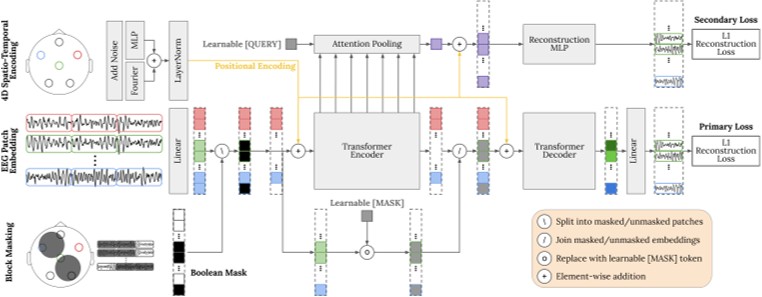 4D Spatio-Temporal
Encoding
Add Noise
MLP
Fourier
+
LayerNorm
Learnable [QUERY]
Attention Pooling
+
Reconstruction
MLP
Secondary Loss
L1
Reconstruction
Loss
Positional Encoding
EEG Patch
Embedding
Linear
\
+
Transformer
Encoder
/
+
Transformer
Decoder
Linear
Primary Loss
L1
Reconstruction
Loss
Block Masking
Boolean Mask
Learnable [MASK]
\ Split into masked/unmasked patches
/ Join masked/unmasked embeddings
Replace with learnable [MASK] token
+ Element-wise addition